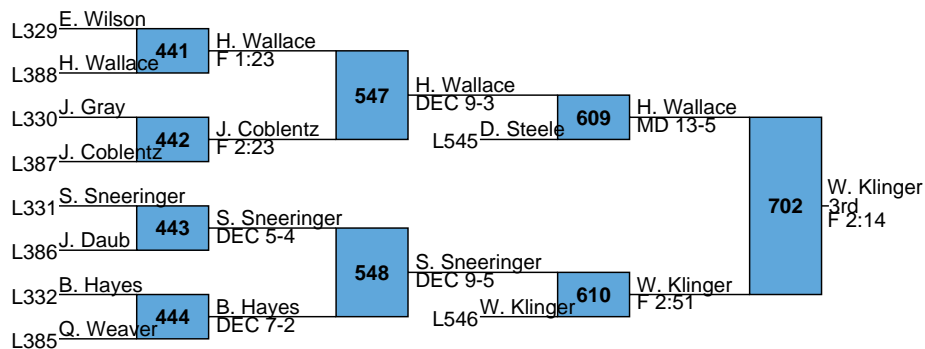 E. Wilson
L329
441
H. Wallace
F 1:23
H. Wallace
L388
547
H. Wallace
DEC 9-3
J. Gray
L330
442
J. Coblentz
F 2:23
J. Coblentz
L387
D. Steele
L545
609
H. Wallace
MD 13-5
S. Sneeringer
L331
443
S. Sneeringer
DEC 5-4
J. Daub
L386
548
S. Sneeringer
DEC 9-5
B. Hayes
L332
444
B. Hayes
DEC 7-2
Q. Weaver
L385
W. Klinger
L546
610
W. Klinger
F 2:51
702
W. Klinger
3rd
F 2:14